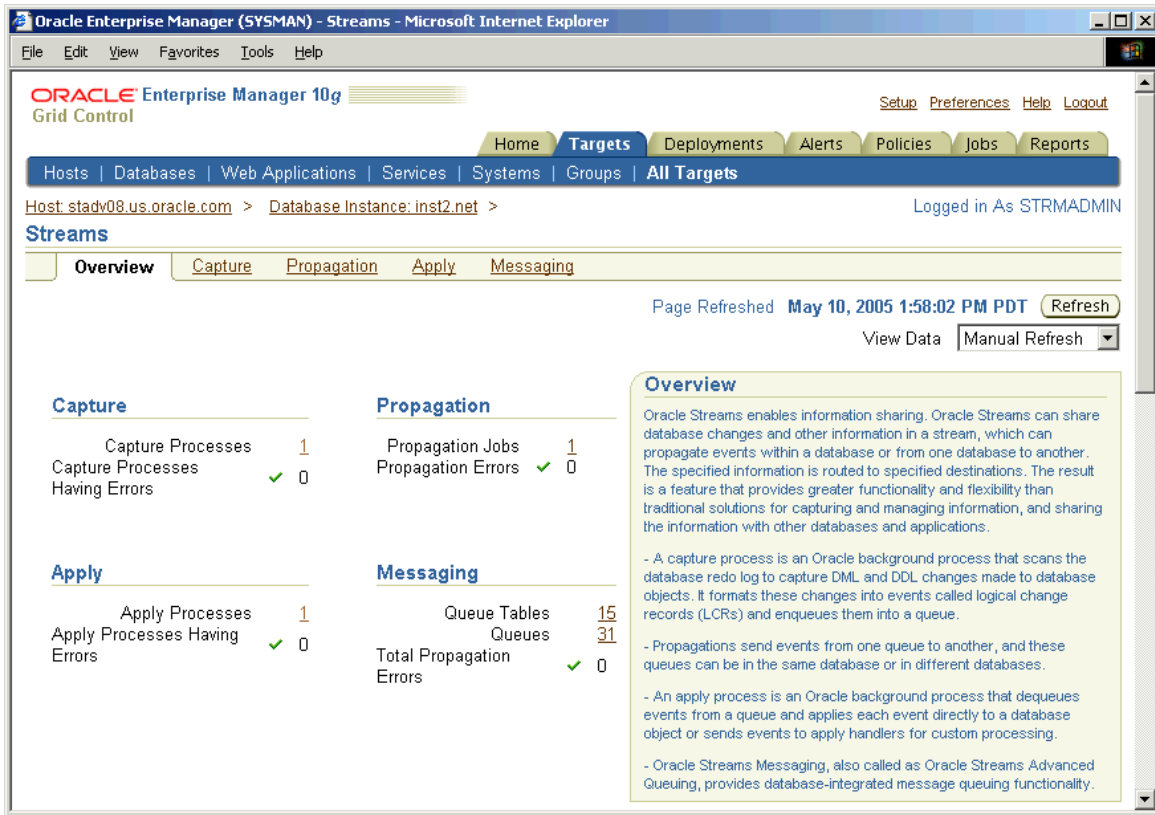 Oracle Enterprise Manager (SYSMAN) - Streams - Microsoft Internet Explorer
File Edit View Favorites Tools Help
ORACLE Enterprise Manager 10g
Grid Control
Setup Preferences Help Logout
Home Targets Deployments Alerts Policies Jobs Reports
Hosts | Databases | Web Applications | Services | Systems | Groups | All Targets
Host: stadv08.us.oracle.com > Database Instance: inst2.net >
Logged in As STRMADMIN
Streams
Overview Capture Propagation Apply Messaging
Page Refreshed May 10, 2005 1:58:02 PM PDT Refresh
View Data Manual Refresh
Capture
Capture Processes 1
Capture Processes
Having Errors 0
Propagation
Propagation Jobs 1
Propagation Errors 0
Apply
Apply Processes 1
Apply Processes Having
Errors 0
Messaging
Queue Tables 15
Queues 31
Total Propagation
Errors 0
Overview
Oracle Streams enables information sharing. Oracle Streams can share
database changes and other information in a stream, which can
propagate events within a database or from one database to another.
The specified information is routed to specified destinations. The result
is a feature that provides greater functionality and flexibility than
traditional solutions for capturing and managing information, and sharing
the information with other databases and applications.
- A capture process is an Oracle background process that scans the
database redo log to capture DML and DDL changes made to database
objects. It formats these changes into events called logical change
records (LCRs) and enqueues them into a queue.
- Propagations send events from one queue to another, and these
queues can be in the same database or in different databases.
- An apply process is an Oracle background process that dequeues
events from a queue and applies each event directly to a database
object or sends events to apply handlers for custom processing.
- Oracle Streams Messaging, also called as Oracle Streams Advanced
Queuing, provides database-integrated message queuing functionality.